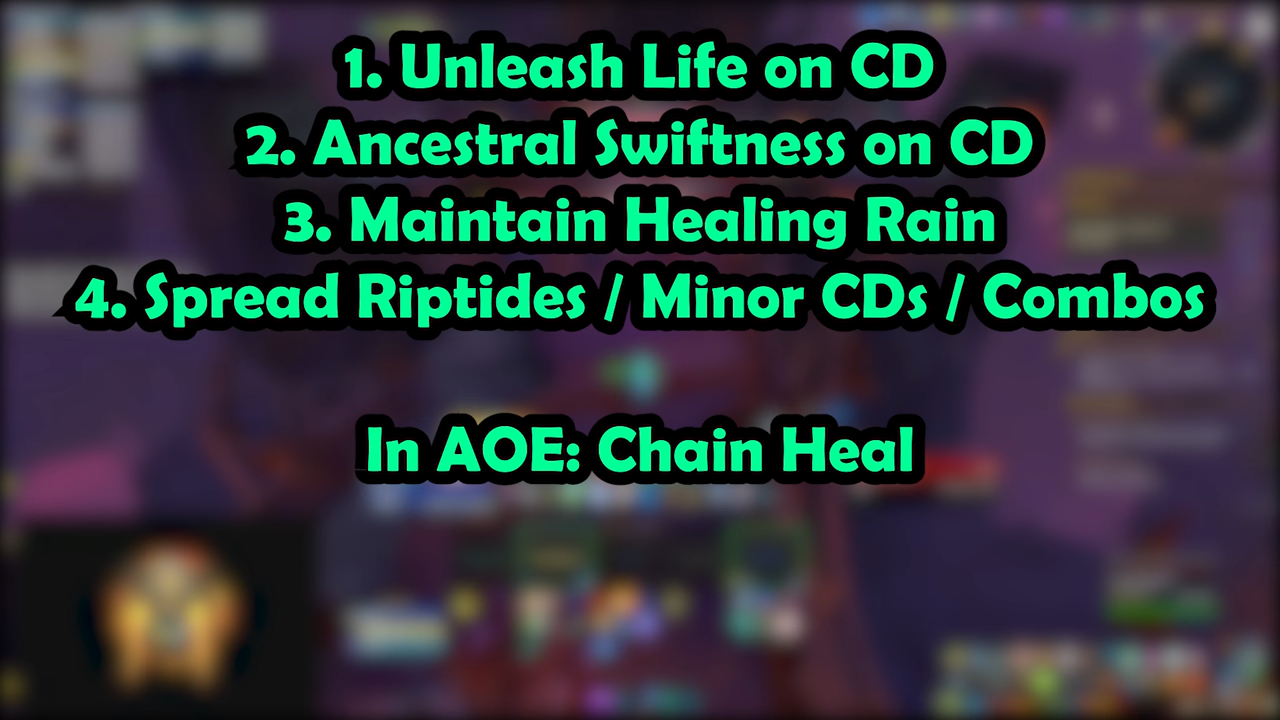 1. Unleash Life on CD
2. Ancestral Swiftness on CD
3. Maintain Healing Rain
4. Spread Riptides / Minor CDs / Combos
In AOE: Chain Heal